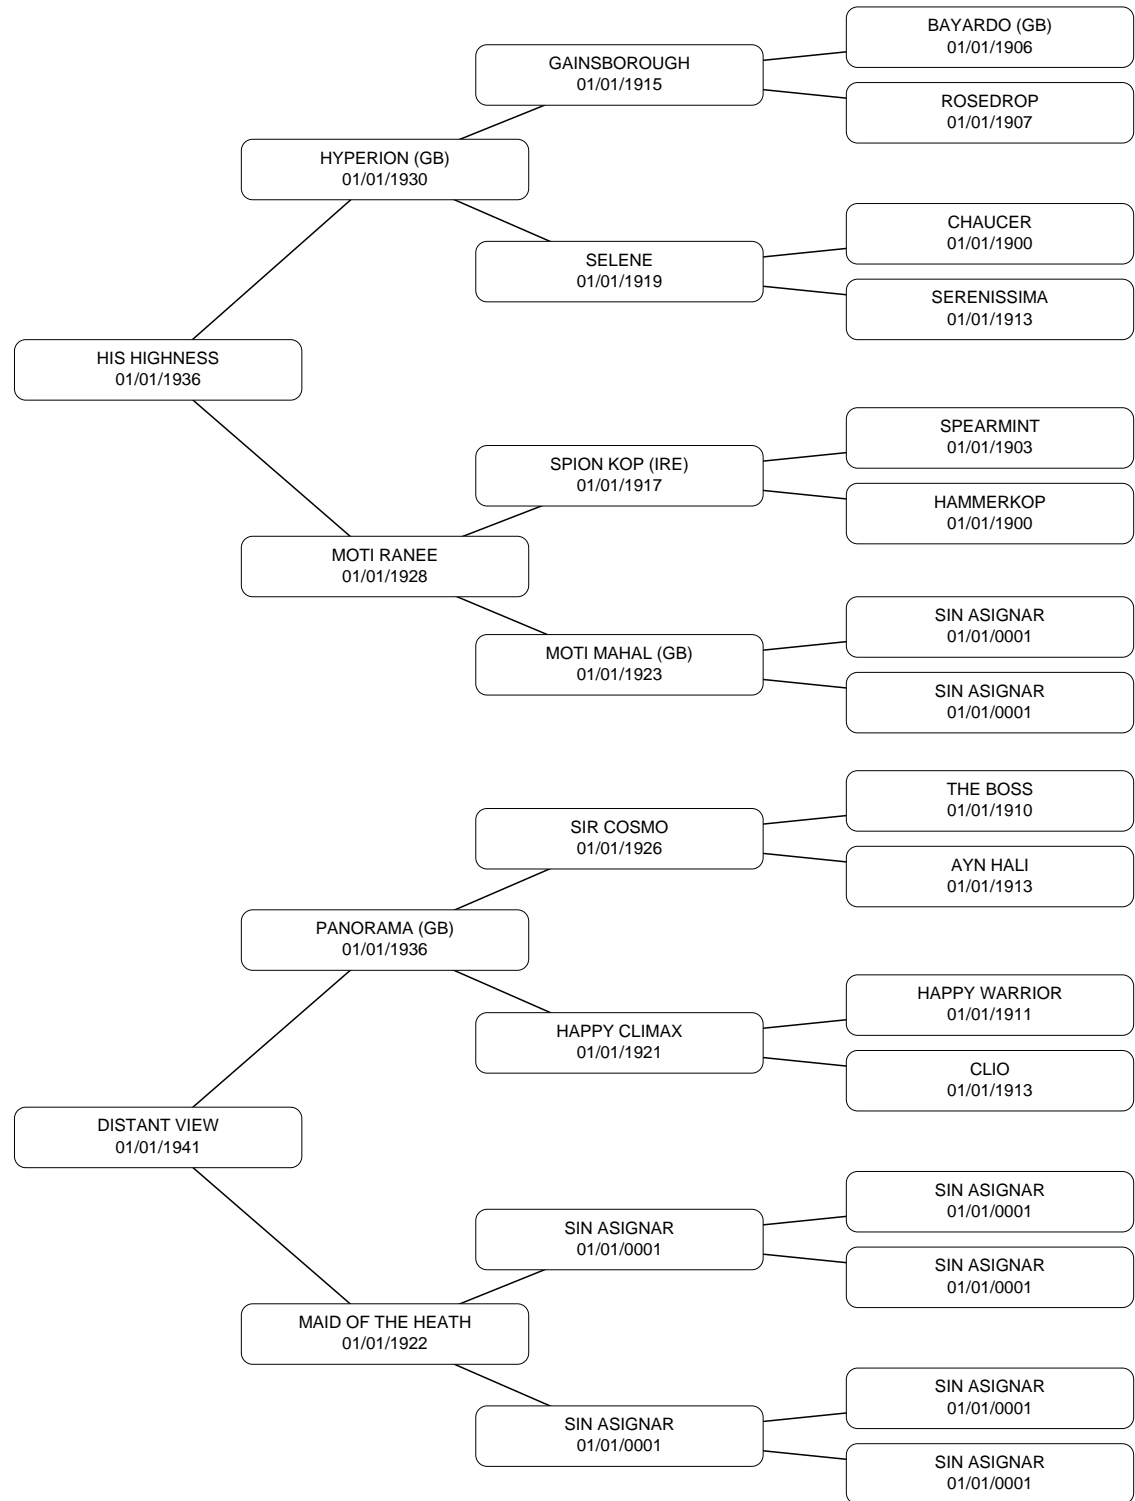 BAYARDO (GB)
01/01/1906
GAINSBOROUGH
01/01/1915
ROSEDROP
01/01/1907
HYPERION (GB)
01/01/1930
CHAUCER
01/01/1900
SELENE
01/01/1919
SERENISSIMA
01/01/1913
HIS HIGHNESS
01/01/1936
SPEARMINT
01/01/1903
SPION KOP (IRE)
01/01/1917
HAMMERKOP
01/01/1900
MOTI RANEE
01/01/1928
SIN ASIGNAR
01/01/0001
MOTI MAHAL (GB)
01/01/1923
SIN ASIGNAR
01/01/0001
THE BOSS
01/01/1910
SIR COSMO
01/01/1926
AYN HALI
01/01/1913
PANORAMA (GB)
01/01/1936
HAPPY WARRIOR
01/01/1911
HAPPY CLIMAX
01/01/1921
CLIO
01/01/1913
DISTANT VIEW
01/01/1941
SIN ASIGNAR
01/01/0001
SIN ASIGNAR
01/01/0001
SIN ASIGNAR
01/01/0001
MAID OF THE HEATH
01/01/1922
SIN ASIGNAR
01/01/0001
SIN ASIGNAR
01/01/0001
SIN ASIGNAR
01/01/0001